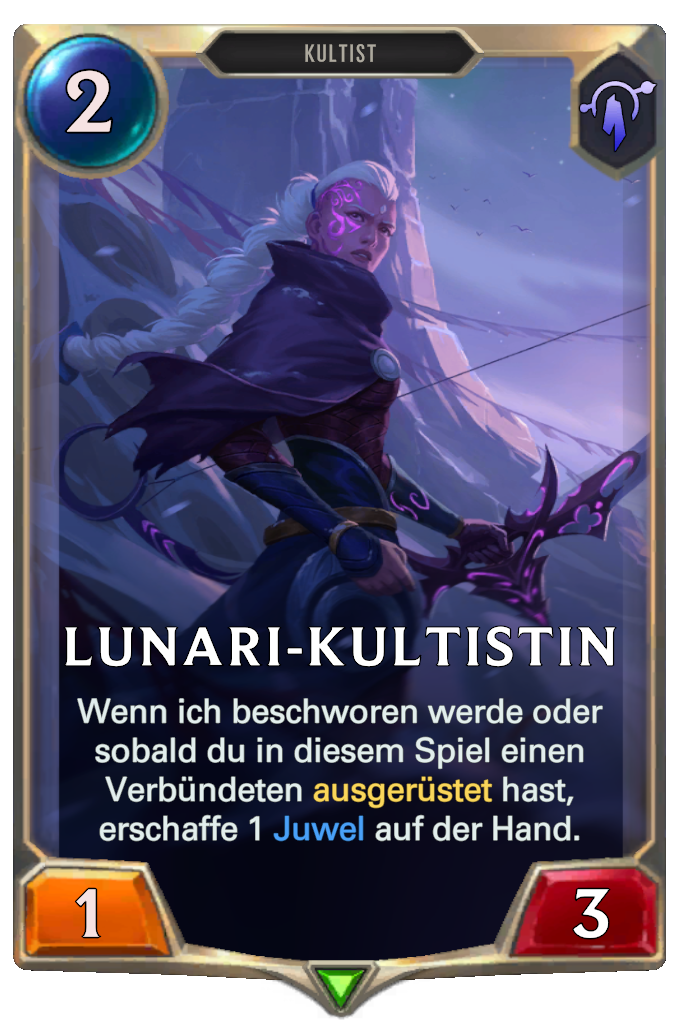 KULTIST
2
LUNARI-KULTISTIN
Wenn ich beschworen werde oder
sobald du in diesem Spiel einen
Verbündeten ausgerüstet hast,
erschaffe 1 Juwel auf der Hand.
1
3